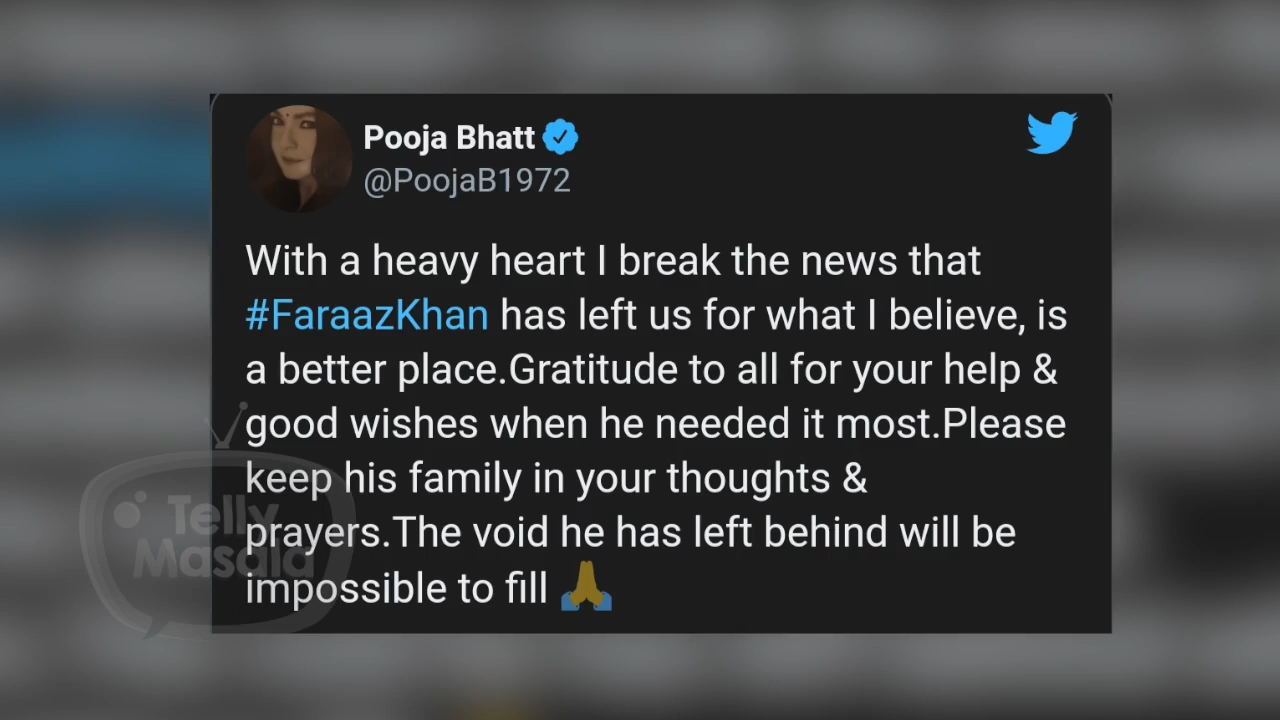 Pooja Bhatt
@PoojaB1972
With a heavy heart I break the news that
#FaraazKhan has left us for what I believe, is
a better place.Gratitude to all for your help &
good wishes when he needed it most.Please
keep his family in your thoughts &
prayers.The void he has left behind will be
impossible to fill 🙏
Telly
Masala